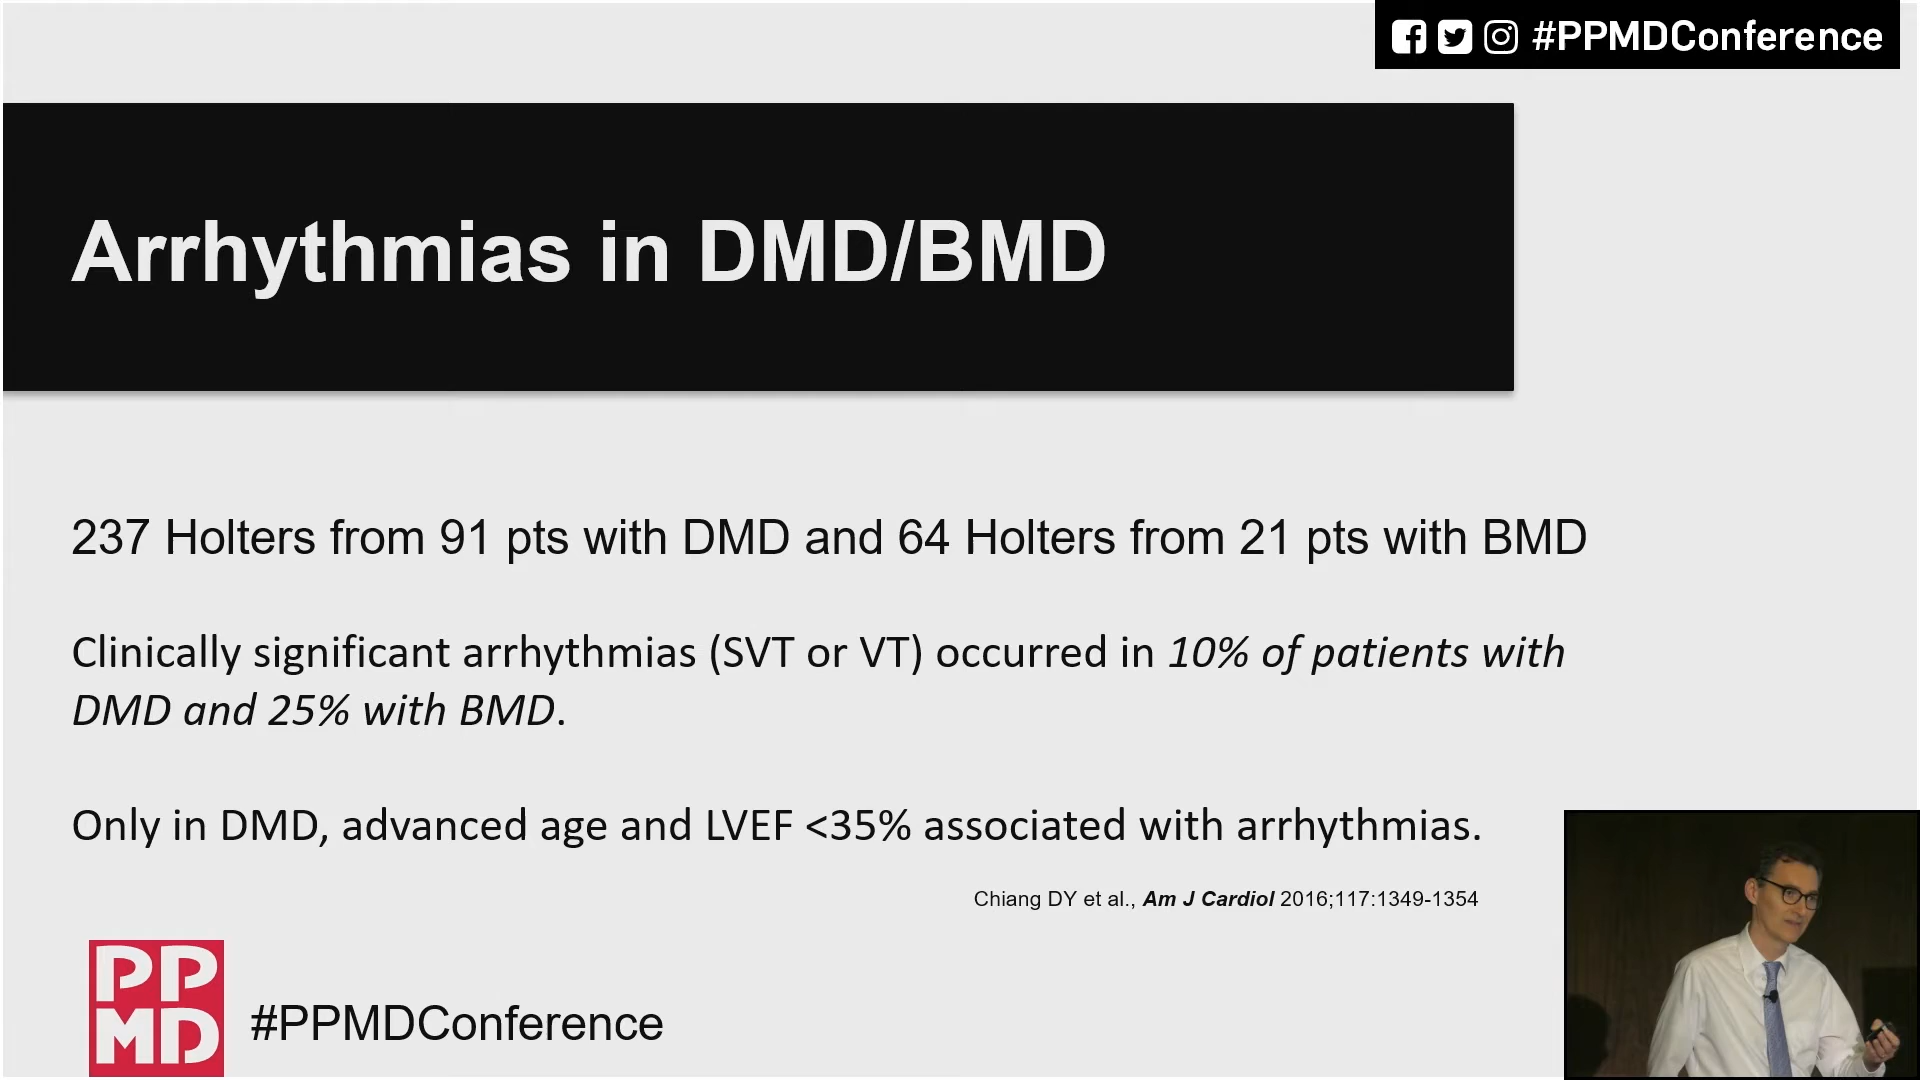 #PPMDConference
Arrhythmias in DMD/BMD
237 Holters from 91 pts with DMD and 64 Holters from 21 pts with BMD
Clinically significant arrhythmias (SVT or VT) occurred in 10% of patients with
DMD and 25% with BMD.
Only in DMD, advanced age and LVEF <35% associated with arrhythmias.
Chiang DY et al., Am J Cardiol 2016;117:1349-1354
PP
MD
#PPMDConference